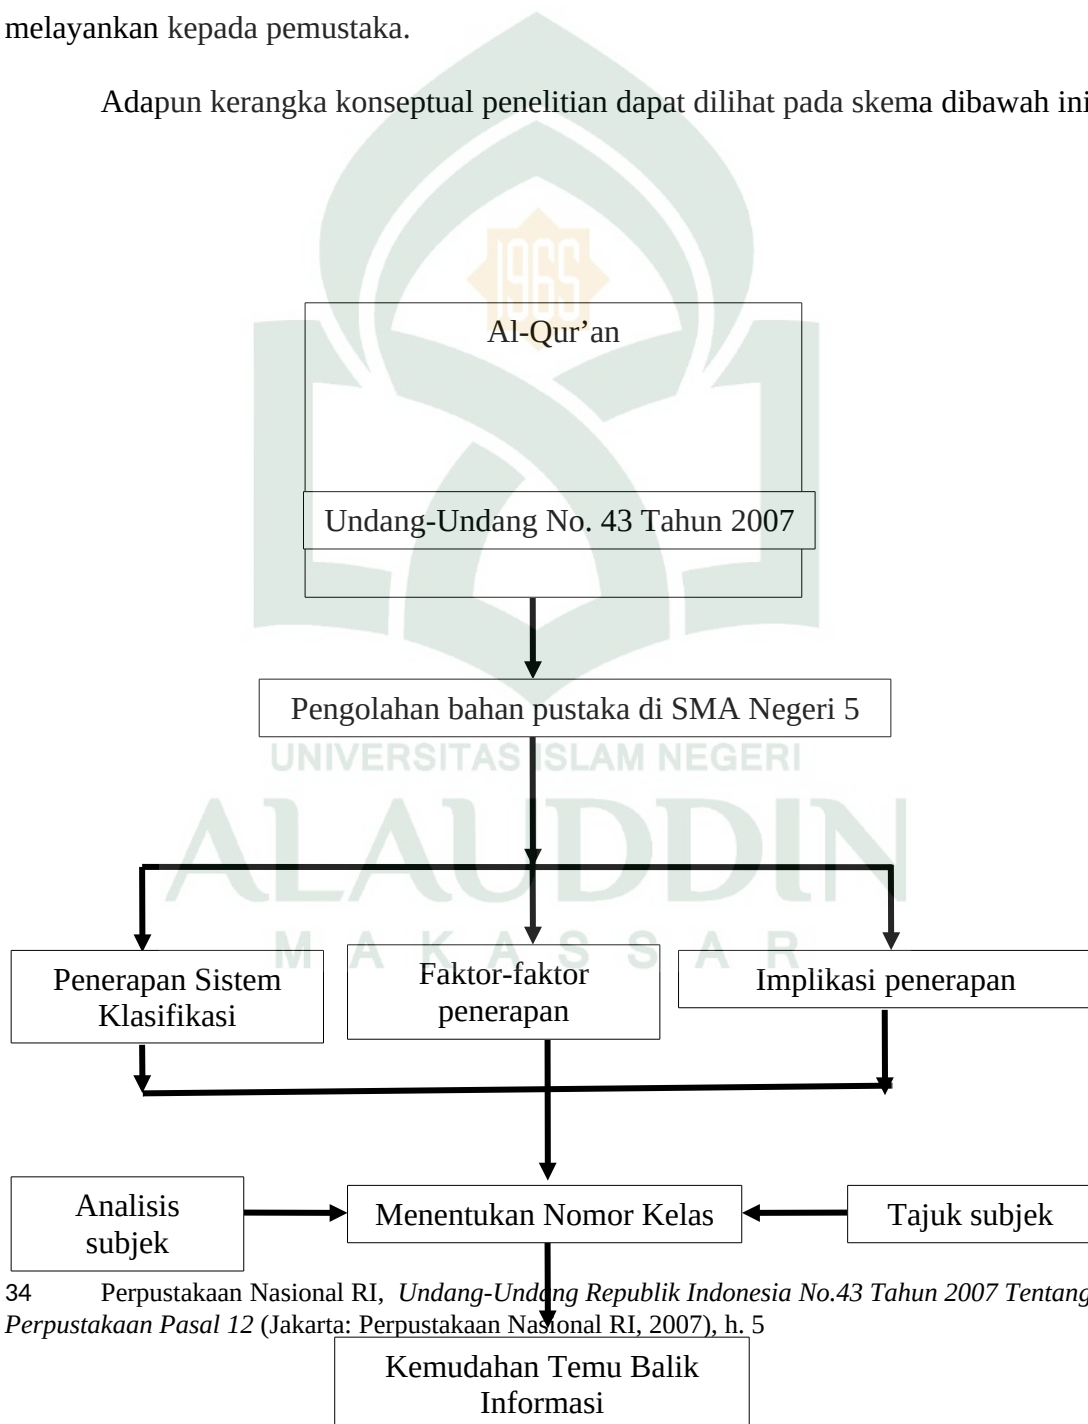 melayankan kepada pemustaka.
Adapun kerangka konseptual penelitian dapat dilihat pada skema dibawah ini
1965
Al-Qur’an
Undang-Undang No. 43 Tahun 2007
Pengolahan bahan pustaka di SMA Negeri 5
UNIVERSITAS ISLAM NEGERI
ALAUDDIN
MAKASSAR
Penerapan Sistem
Klasifikasi
Faktor-faktor
penerapan
Implikasi penerapan
Analisis
subjek
Menentukan Nomor Kelas
Tajuk subjek
34 Perpustakaan Nasional RI, Undang-Undang Republik Indonesia No.43 Tahun 2007 Tentang
Perpustakaan Pasal 12 (Jakarta: Perpustakaan Nasional RI, 2007), h. 5
Kemudahan Temu Balik
Informasi